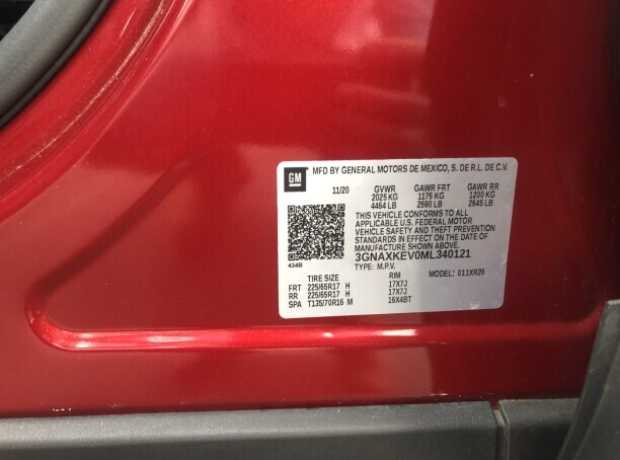 GM
MFD BY GENERAL MOTORS DE MEXICO, S. DE R.L. DE C.V.
11/20 GVWR GAWR FRT GAWR RR
2025 KG 1175 KG 1200 KG
4464 LB 2590 LB 2645 LB
THIS VEHICLE CONFORMS TO ALL
APPLICABLE U.S. FEDERAL MOTOR
VEHICLE SAFETY AND THEFT PREVENTION
STANDARDS IN EFFECT ON THE DATE OF
MANUFACTURE SHOWN ABOVE.
3GNAXKEV0ML340121
TYPE: M.P.V. MODEL: 011XR26
TIRE SIZE RIM
FRT 225/65R17 H 17X7J
RR 225/65R17 H 17X7J
SPA T135/70R16 M 16X4BT